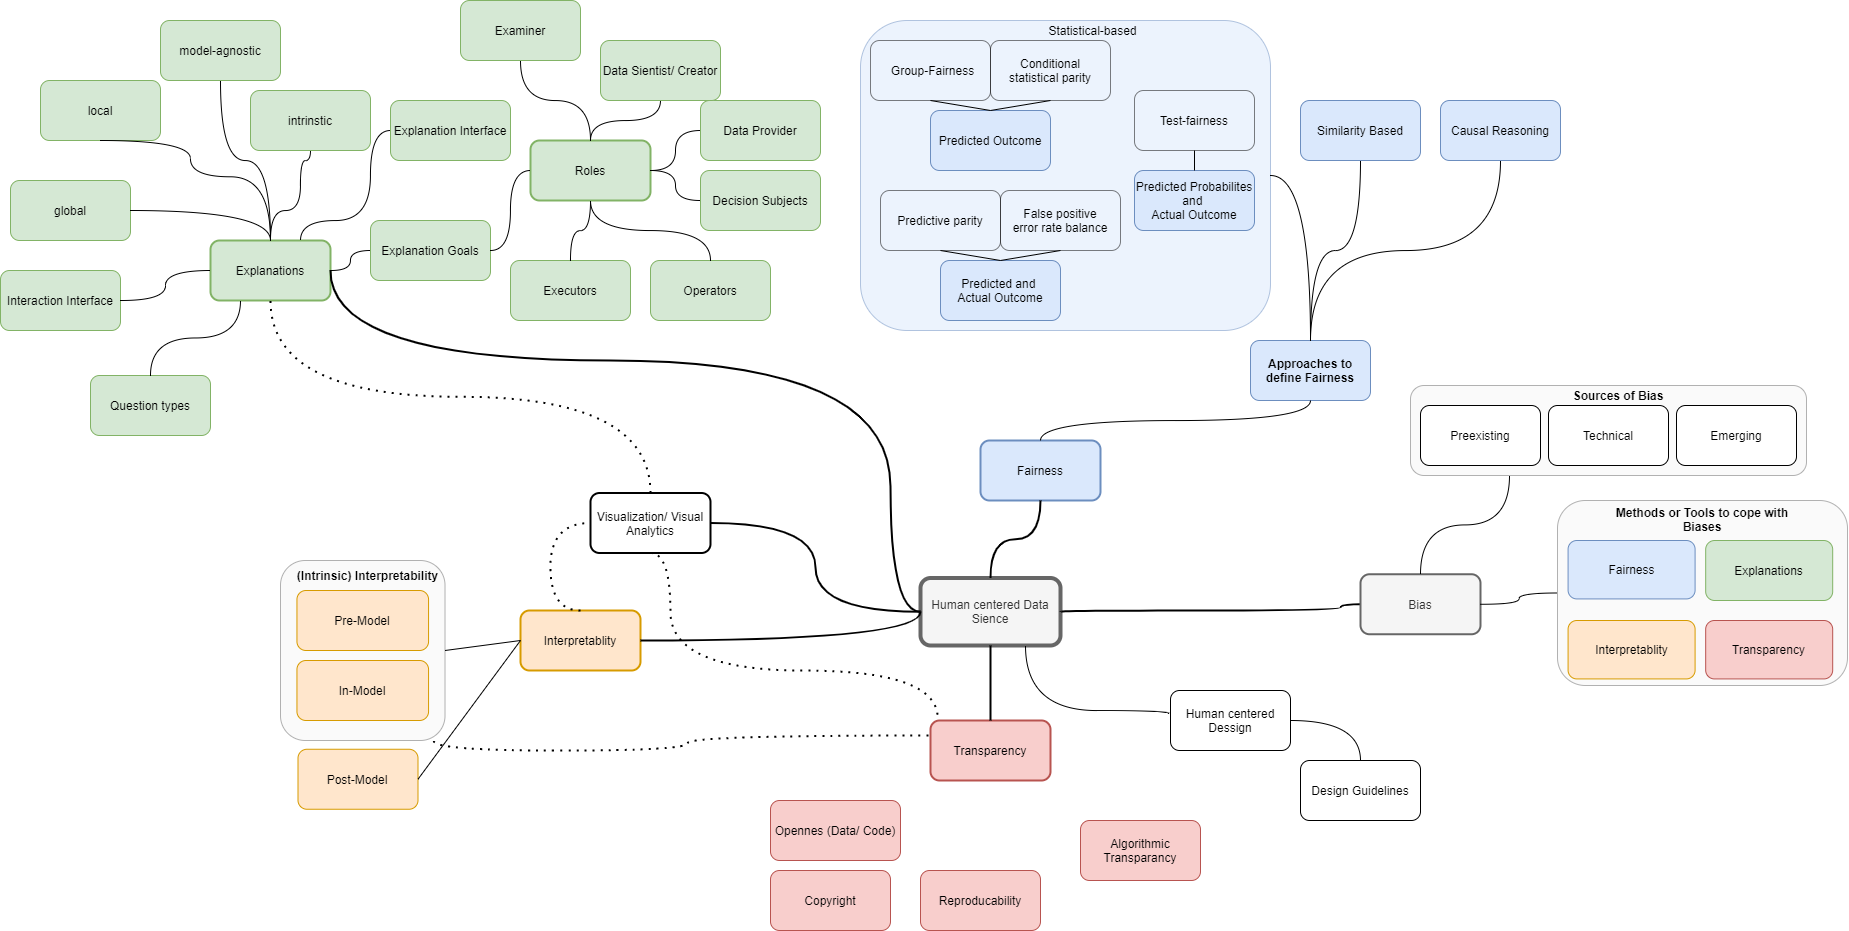 Examiner
Statistical-based
model-agnostic
Data Sientist/ Creator
Group-Fairness
Conditional
statistical parity
local
intrinstic
Explanation Interface
Data Provider
Test-fairness
Similarity Based
Causal Reasoning
Predicted Outcome
Roles
global
Explanation Goals
Decision Subjects
Predictive parity
False positive
error rate balance
Predicted Probabilites
and
Actual Outcome
Explanations
Interaction Interface
Executors
Operators
Predicted and
Actual Outcome
Question types
Approaches to
define Fairness
Sources of Bias
Preexisting
Technical
Emerging
Fairness
Visualization/ Visual
Analytics
Methods or Tools to cope with
Biases
Fairness
Explanations
Interpretablity
Transparency
(Intrinsic) Interpretability
Pre-Model
In-Model
Post-Model
Interpretablity
Human centered Data
Sience
Bias
Transparency
Human centered
Dessign
Design Guidelines
Opennes (Data/ Code)
Algorithmic
Transparancy
Copyright
Reproducability